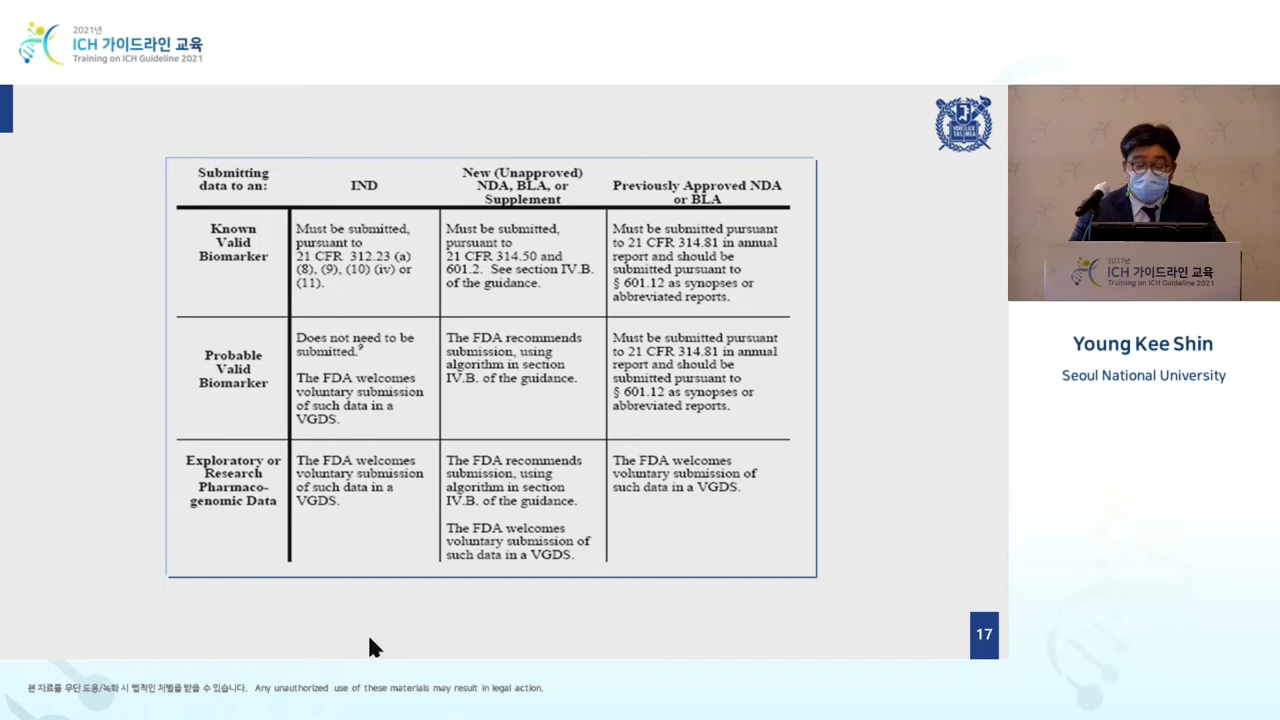 2021년
ICH 가이드라인 교육
Training on ICH Guideline 2021
Submitting
data to an:
IND
New (Unapproved)
NDA, BLA, or
Supplement
Previously Approved NDA
or BLA
Known
Valid
Biomarker
Must be submitted,
pursuant to
21 CFR 312.23 (a)
(8), (9), (10) (iv) or
(11).
Must be submitted,
pursuant to
21 CFR 314.50 and
601.2. See section IV.B.
of the guidance.
Must be submitted pursuant
to 21 CFR 314.81 in annual
report and should be
submitted pursuant to
§ 601.12 as synopses or
abbreviated reports.
Probable
Valid
Biomarker
Does not need to be
submitted.9
The FDA welcomes
voluntary submission
of such data in a
VGDS.
The FDA recommends
submission, using
algorithm in section
IV.B. of the guidance.
Must be submitted pursuant
to 21 CFR 314.81 in annual
report and should be
submitted pursuant to
§ 601.12 as synopses or
abbreviated reports.
Exploratory or
Research
Pharmaco-
genomic Data
The FDA welcomes
voluntary submission
of such data in a
VGDS.
The FDA recommends
submission, using
algorithm in section
IV.B. of the guidance.
The FDA welcomes
voluntary submission of
such data in a VGDS.
The FDA welcomes
voluntary submission of
such data in a VGDS.
17
2021년
ICH 가이드라인 교육
Training on ICH Guideline 2021
Young Kee Shin
Seoul National University
본 자료를 무단 도용/녹화 시 법적인 처벌을 받을 수 있습니다. Any unauthorized use of these materials may result in legal action.